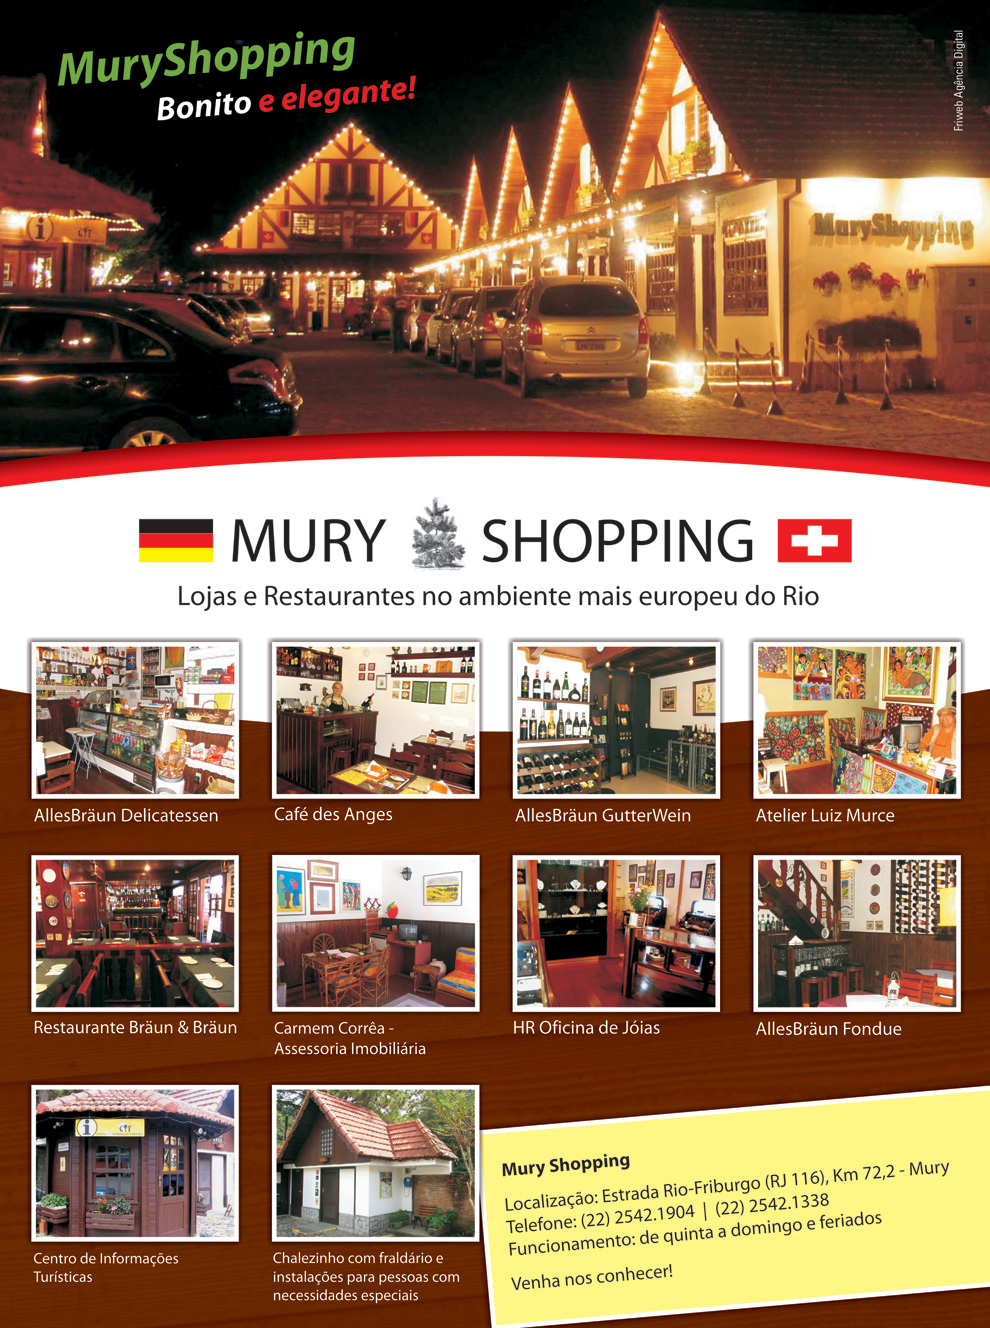 MuryShopping
Bonito e elegante!
Friweb Agência Digital
i
MuryShopping
MURY SHOPPING
Lojas e Restaurantes no ambiente mais europeu do Rio
AllesBräun Delicatessen
Café des Anges
AllesBräun GutterWein
Atelier Luiz Murce
Restaurante Bräun & Bräun
Carmem Corrêa -
Assessoria Imobiliária
HR Oficina de Jóias
AllesBräun Fondue
i
Centro de Informações
Turísticas
Chalezinho com fraldário e
instalações para pessoas com
necessidades especiais
Mury Shopping
Localização: Estrada Rio-Friburgo (RJ 116), Km 72,2 - Mury
Telefone: (22) 2542.1904 | (22) 2542.1338
Funcionamento: de quinta a domingo e feriados
Venha nos conhecer!